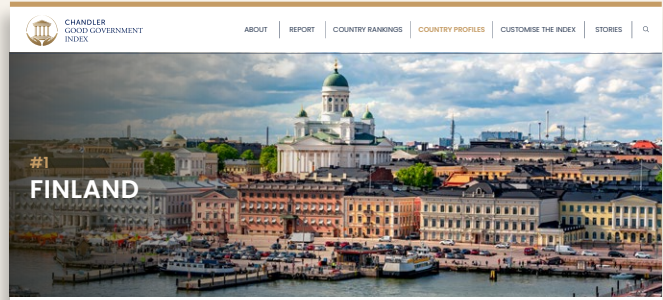 CHANDLER
GOOD GOVERNMENT
INDEX
ABOUT
REPORT
COUNTRY RANKINGS
COUNTRY PROFILES
CUSTOMISE THE INDEX
STORIES
#1
FINLAND